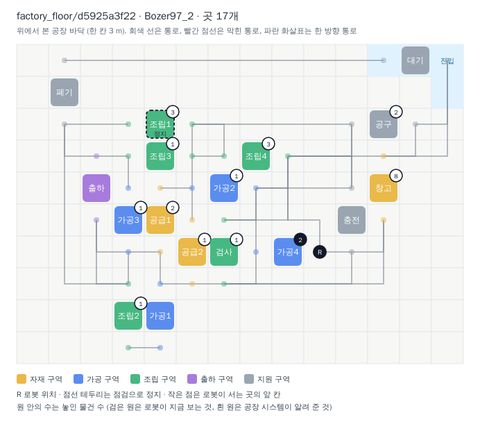 factory_floor/d5925a3f22 · Bozer97_2 · 곳 17개
위에서 본 공장 바닥 (한 칸 3 m). 회색 선은 통로, 빨간 점선은 막힌 통로, 파란 화살표는 한 방향 통로
대기
진입
폐기
3
조립1
정지
2
공구
1
조립3
3
조립4
출하
1
가공2
8
창고
1
가공3
2
공급1
충전
1
공급2
1
검사
2
가공4
R
1
조립2
가공1
자재 구역
가공 구역
조립 구역
출하 구역
지원 구역
R 로봇 위치 · 점선 테두리는 점검으로 정지 · 작은 점은 로봇이 서는 곳의 앞 칸
원 안의 수는 놓인 물건 수 (검은 원은 로봇이 지금 보는 것, 흰 원은 공장 시스템이 알려 준 것)